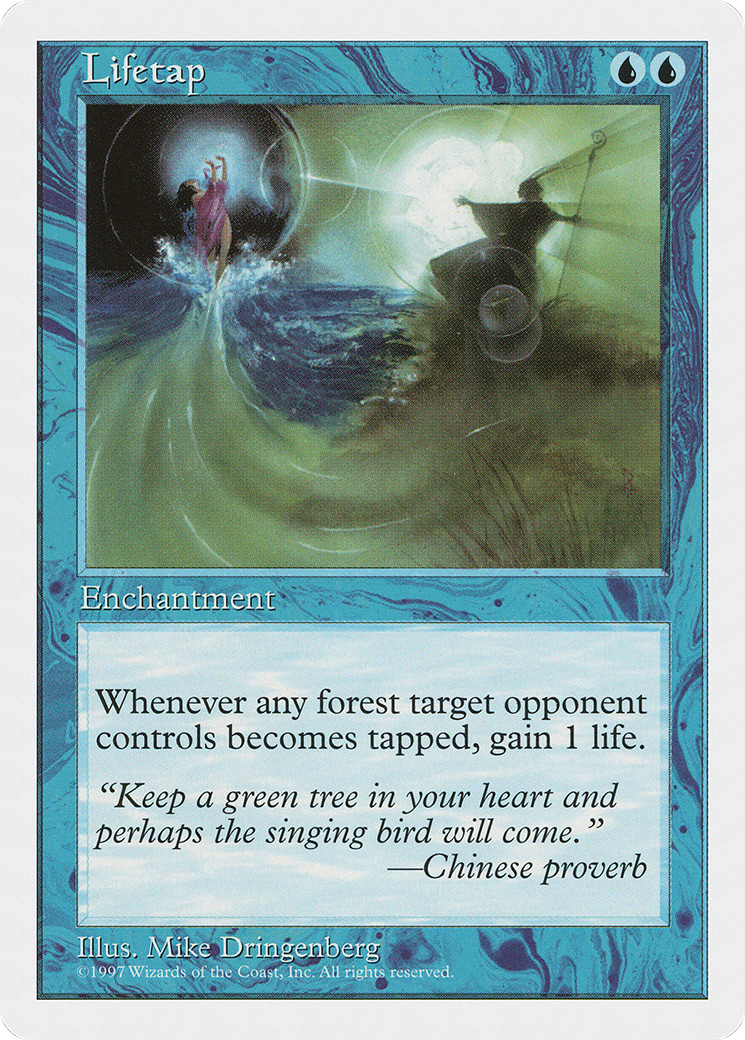 Lifetap
Enchantment
Whenever any forest target opponent
controls becomes tapped, gain 1 life.
“Keep a green tree in your heart and
perhaps the singing bird will come.”
—Chinese proverb
Illus. Mike Dringenberg
©1997 Wizards of the Coast, Inc. All rights reserved.